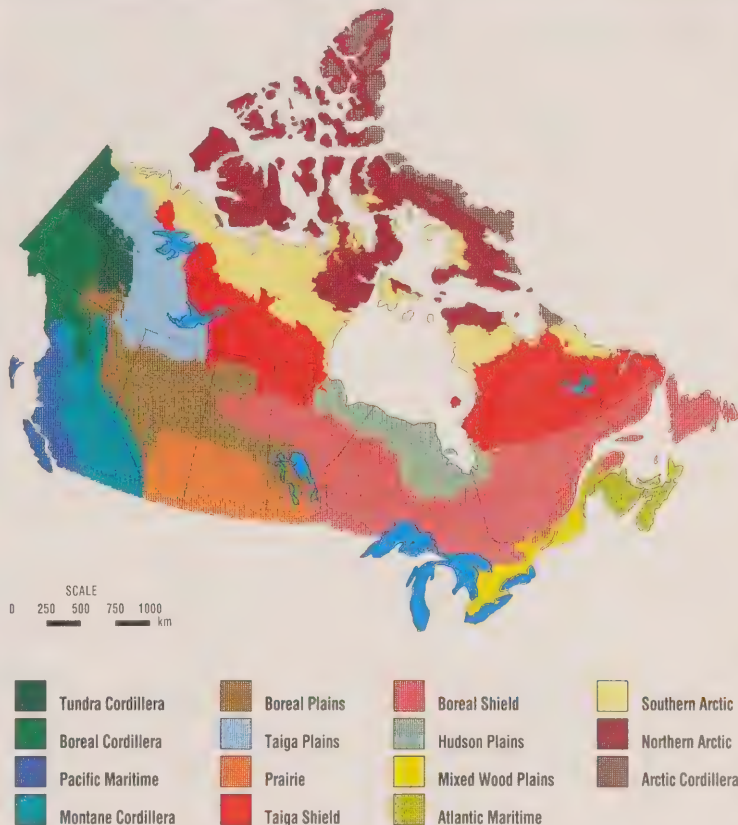 SCALE
0 250 500 750 1000
km
Tundra Cordillera
Boreal Cordillera
Pacific Maritime
Montane Cordillera
Boreal Plains
Taiga Plains
Prairie
Taiga Shield
Boreal Shield
Hudson Plains
Mixed Wood Plains
Atlantic Maritime
Southern Arctic
Northern Arctic
Arctic Cordillera